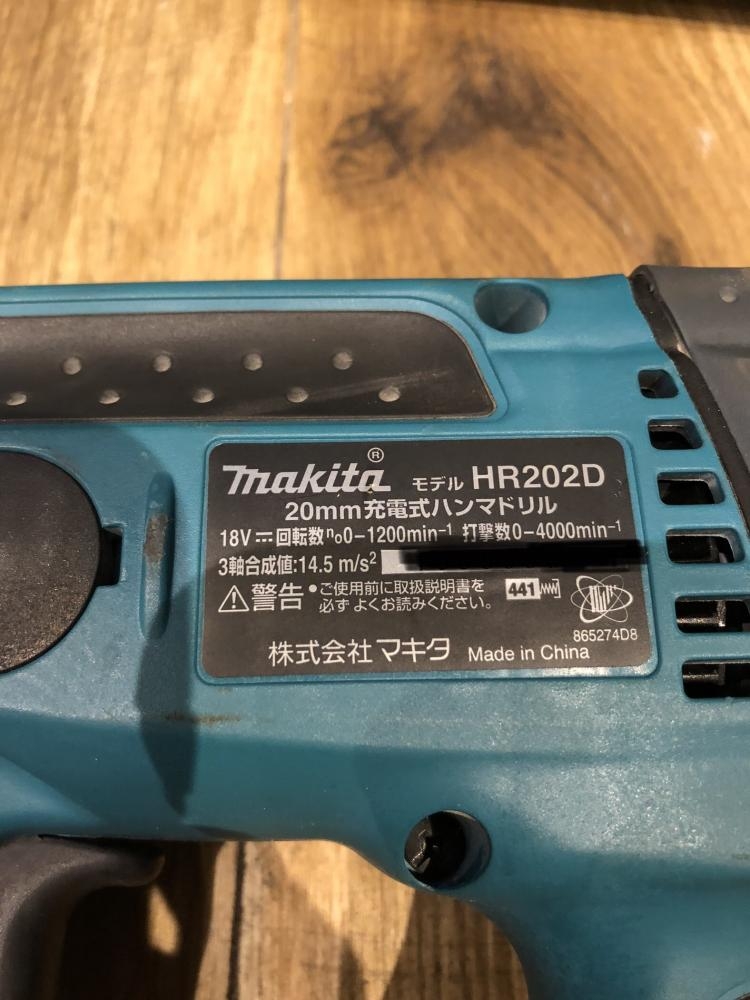 makita® モデル HR202D
20mm充電式ハンマドリル
18V⎓回転数n₀0-1200min⁻¹ 打撃数0-4000min⁻¹
3軸合成値:14.5 m/s²
⚠警告 •ご使用前に取扱説明書を
必ず よくお読みください。
441
865274D8
株式会社 マキタ Made in China